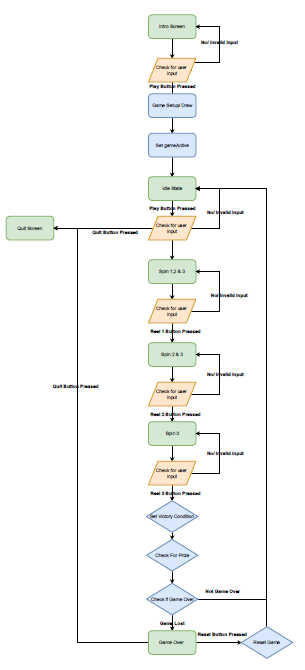 Intro Screen
No/ Invalid Input
Check for user
input
Play Button Pressed
Game Setup/ Draw
Set gameActive
Idle State
Play Button Pressed
No/ Invalid Input
Quit Screen
Quit Button Pressed
Check for user
input
Spin 1,2 & 3
No/ Invalid Input
Check for user
input
Reel 1 Button Pressed
Spin 2 & 3
No/ Invalid Input
Quit Button Pressed
Check for user
input
Reel 2 Button Pressed
Spin 3
No/ Invalid Input
Check for user
input
Reel 3 Button Pressed
Set Victory Condition
Check For Prize
Not Game Over
Check if Game Over
Game Lost
Reset Button Pressed
Game Over
Reset Game